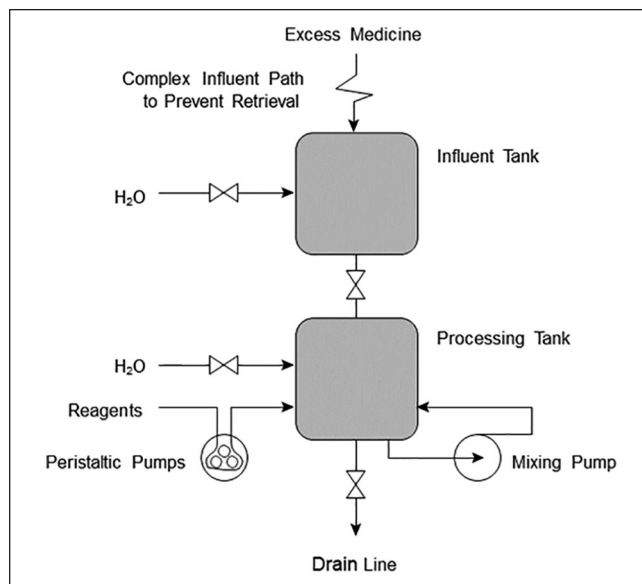 Excess Medicine
Complex Influent Path
to Prevent Retrieval
Influent Tank
H₂O
Processing Tank
H₂O
Reagents
Peristaltic Pumps
Mixing Pump
Drain Line